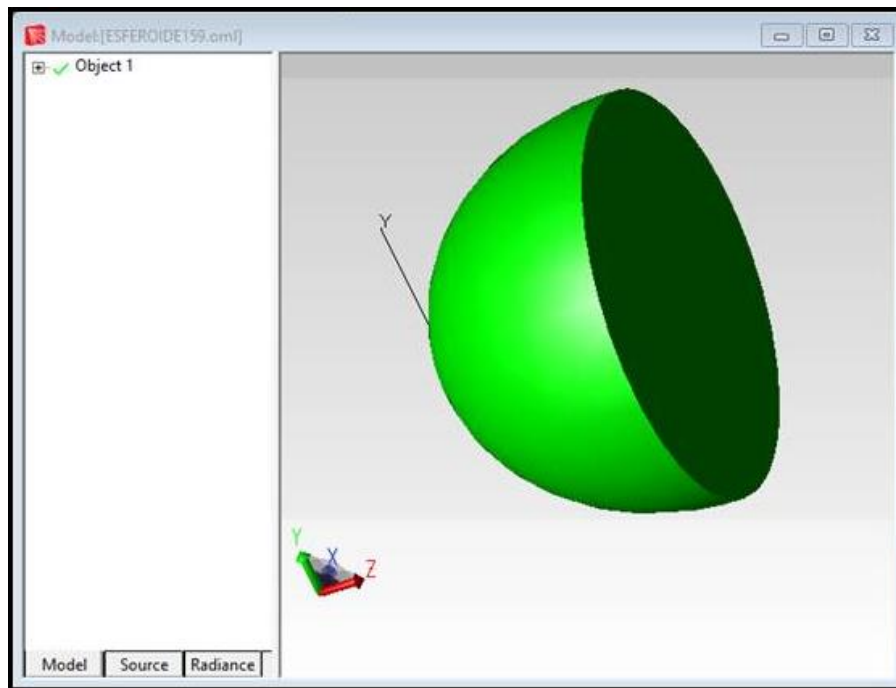 Model:[ESFEROIDE159.oml]
Object 1
Y
Y
X
Z
Model Source Radiance